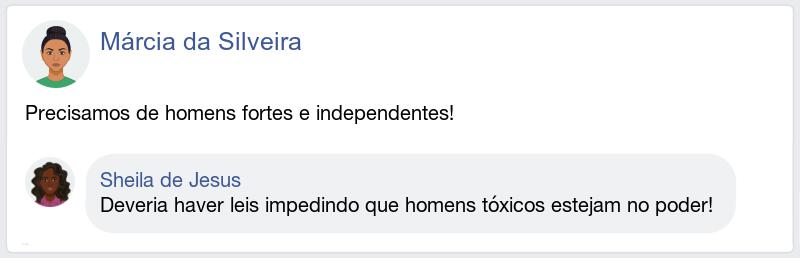 Márcia da Silveira
Precisamos de homens fortes e independentes!
Sheila de Jesus
Deveria haver leis impedindo que homens tóxicos estejam no poder!